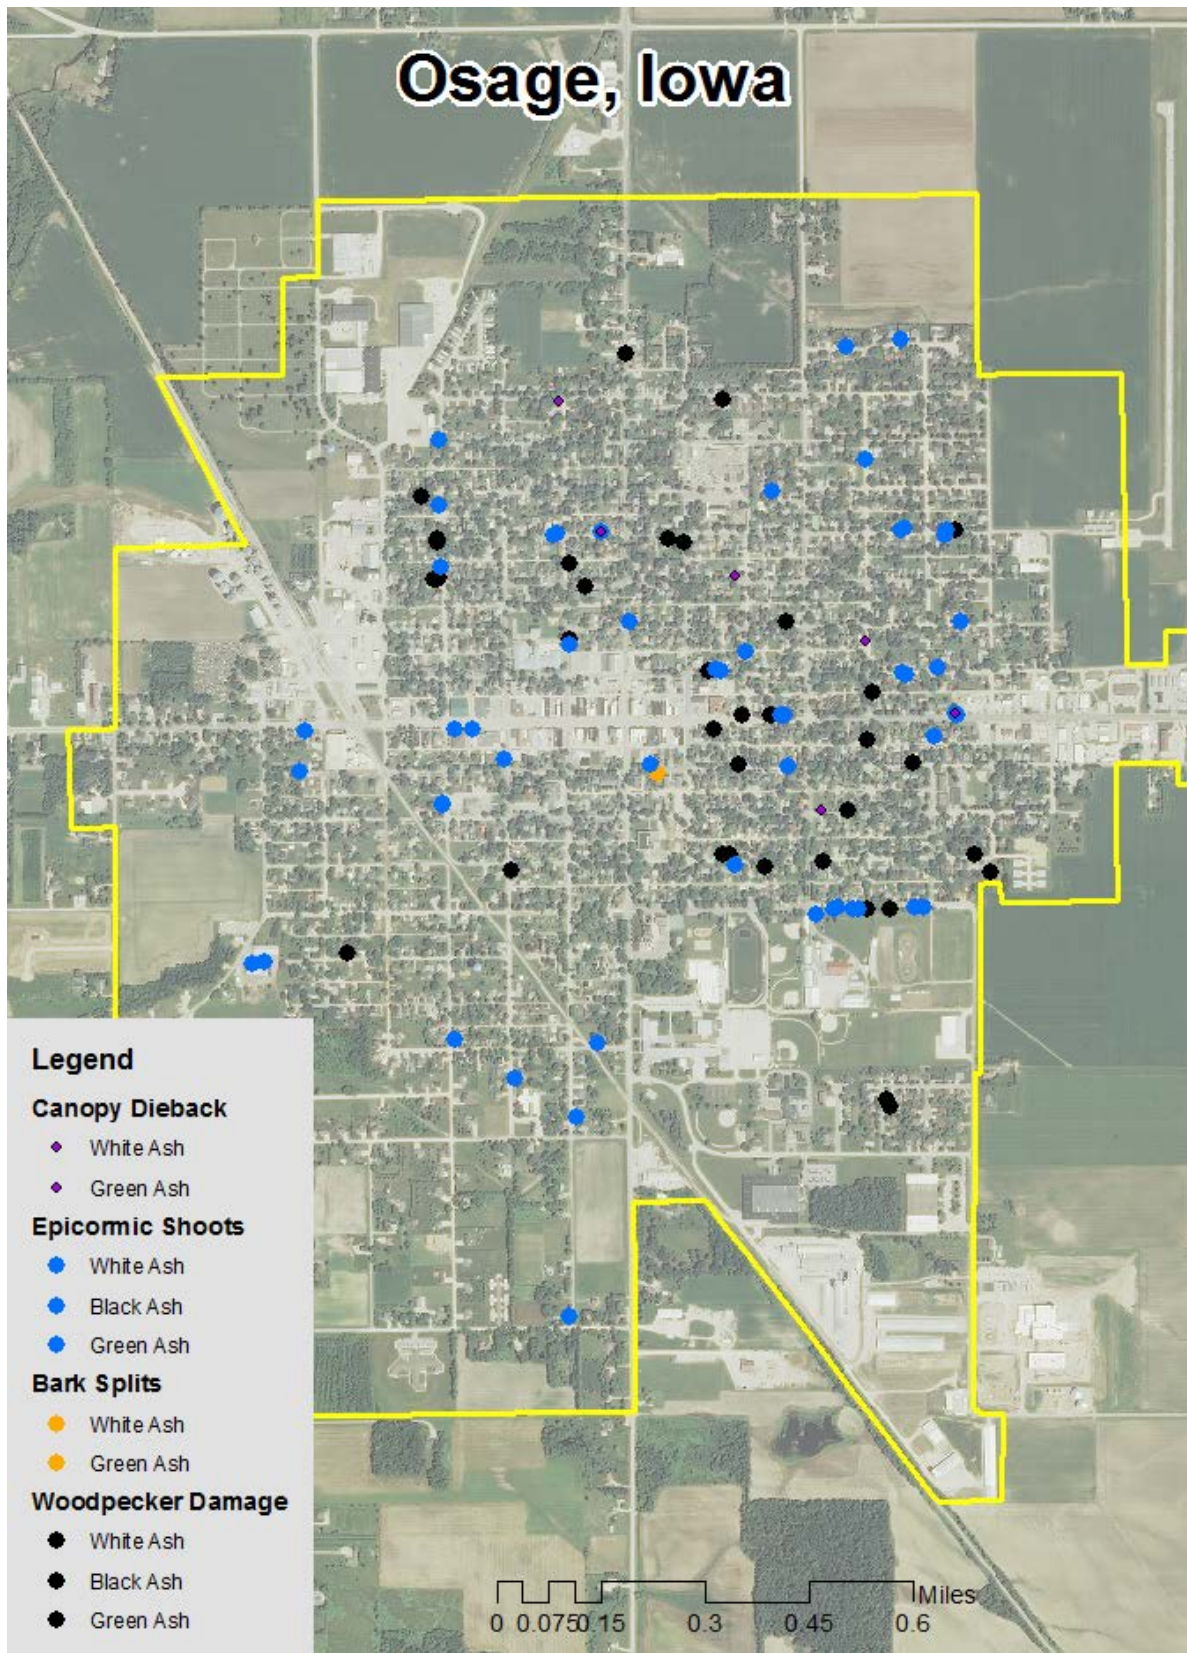 Osage, Iowa
Legend
Canopy Dieback
White Ash
Green Ash
Epicormic Shoots
White Ash
Black Ash
Green Ash
Bark Splits
White Ash
Green Ash
Woodpecker Damage
White Ash
Black Ash
Green Ash
Miles
0 0.075 0.15 0.3 0.45 0.6